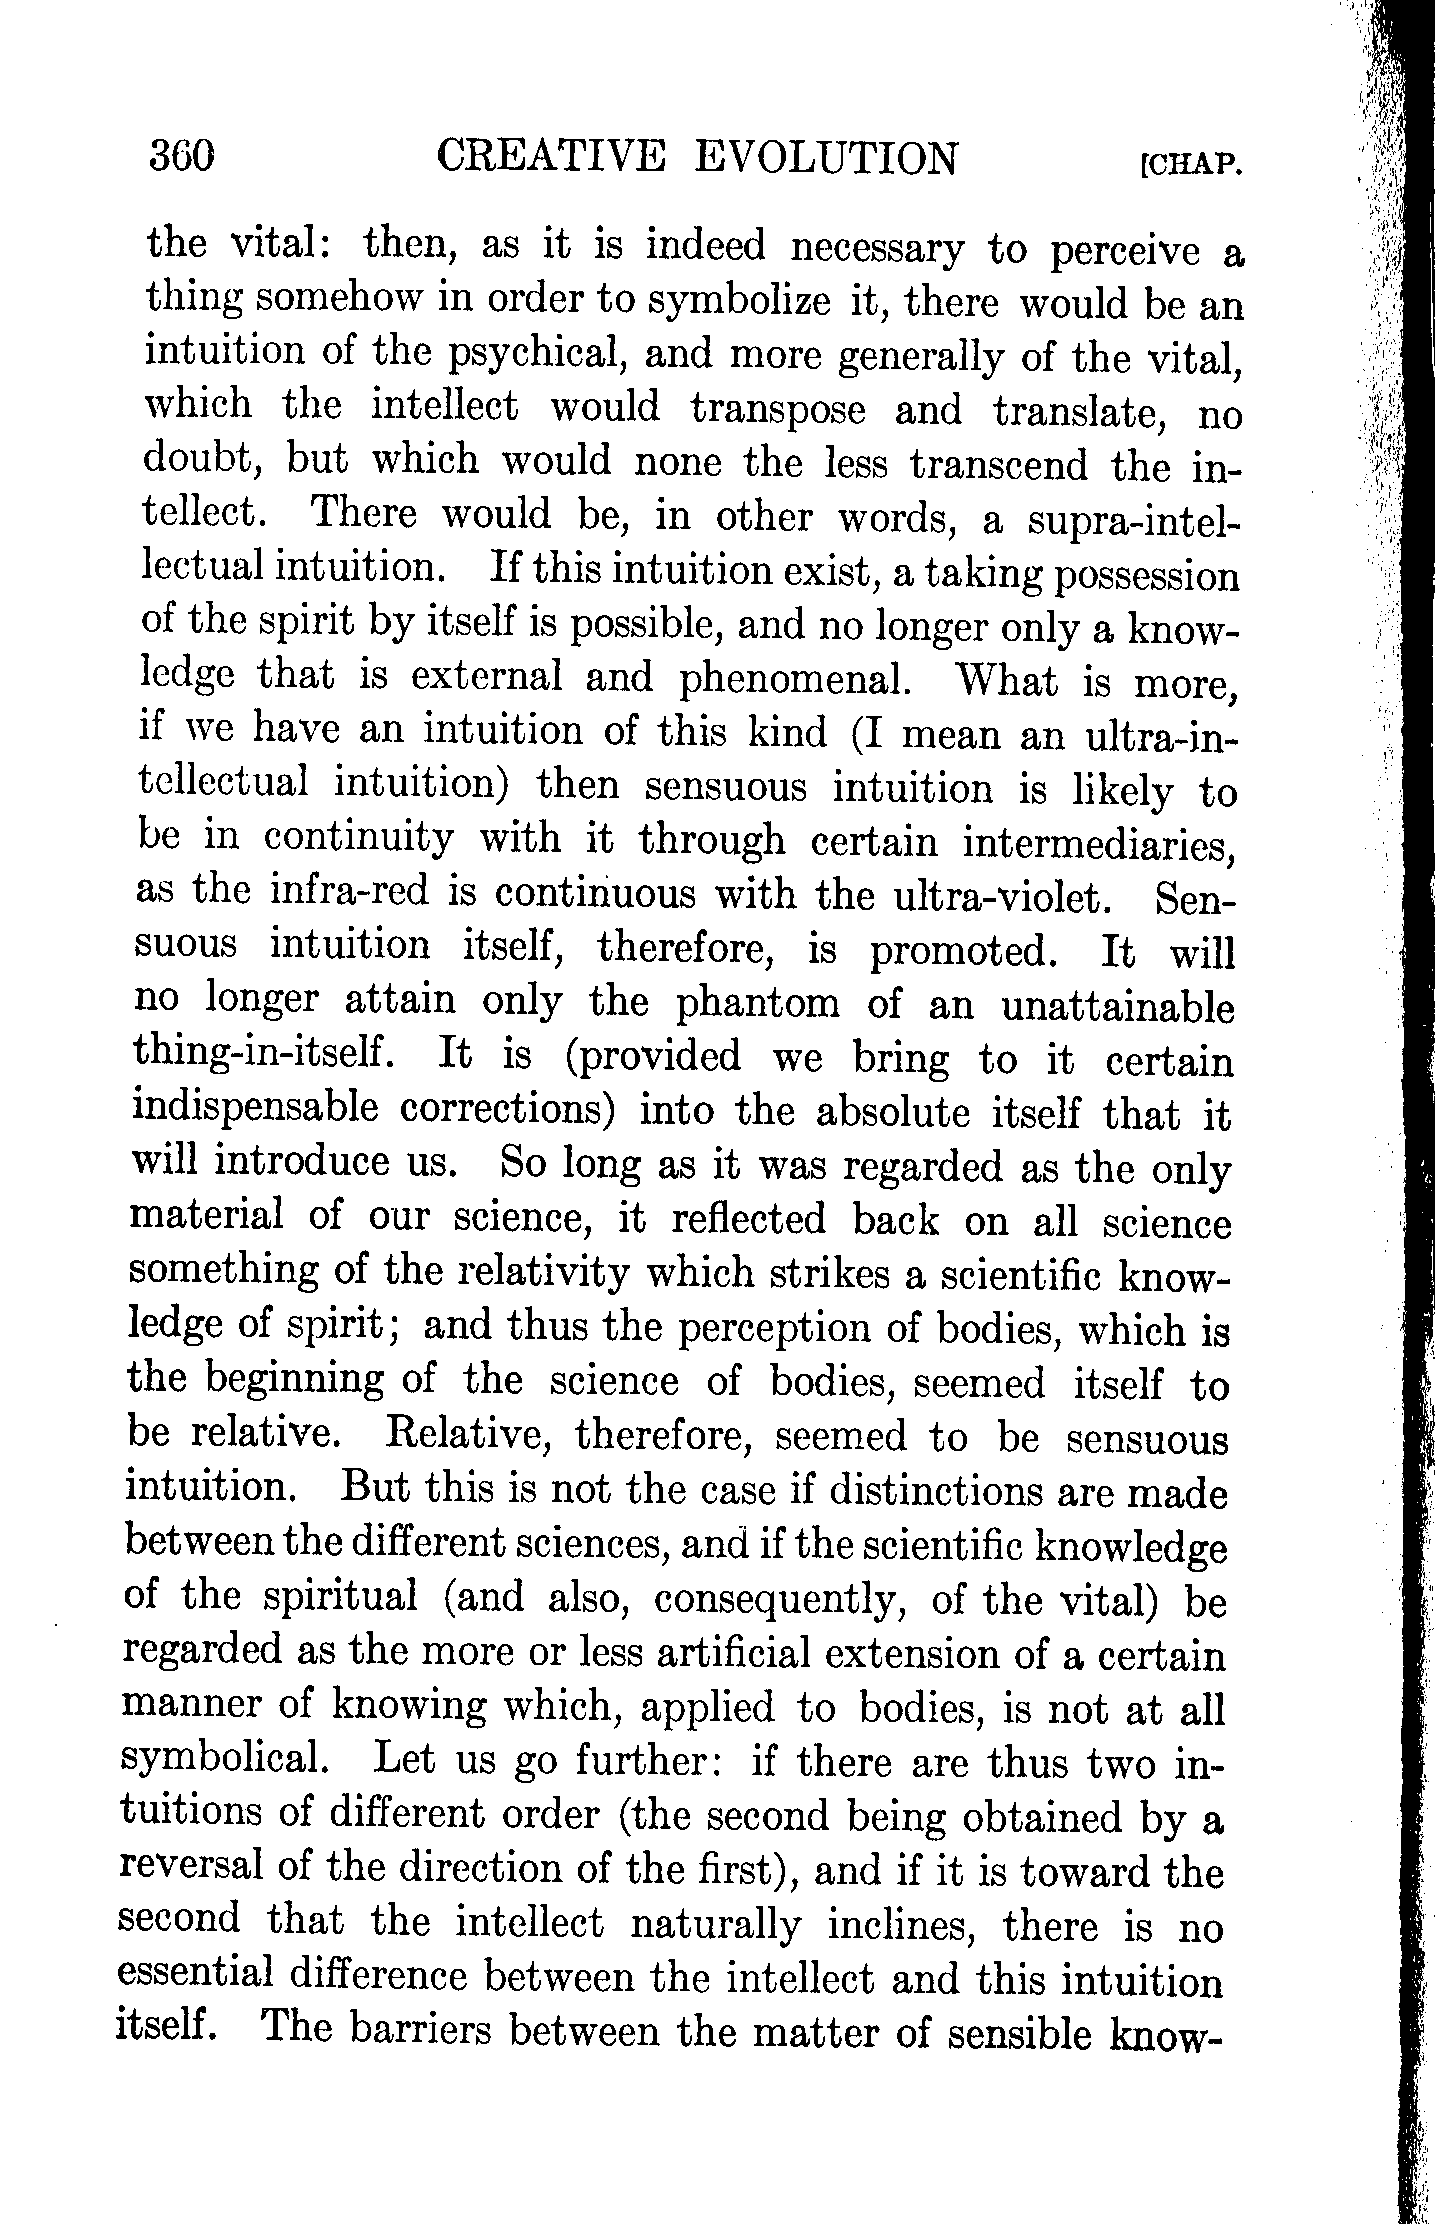 360 CREATIVE EVOLUTION [CHAP.
the vital: then, as it is indeed necessary to perceive a
thing somehow in order to symbolize it, there would be an
intuition of the psychical, and more generally of the vital,
which the intellect would transpose and translate, no
doubt, but which would none the less transcend the in-
tellect. There would be, in other words, a supra-intel-
lectual intuition. If this intuition exist, a taking possession
of the spirit by itself is possible, and no longer only a know-
ledge that is external and phenomenal. What is more,
if we have an intuition of this kind (I mean an ultra-in-
tellectual intuition) then sensuous intuition is likely to
be in continuity with it through certain intermediaries,
as the infra-red is continuous with the ultra-violet. Sen-
suous intuition itself, therefore, is promoted. It will
no longer attain only the phantom of an unattainable
thing-in-itself. It is (provided we bring to it certain
indispensable corrections) into the absolute itself that it
will introduce us. So long as it was regarded as the only
material of our science, it reflected back on all science
something of the relativity which strikes a scientific know-
ledge of spirit; and thus the perception of bodies, which is
the beginning of the science of bodies, seemed itself to
be relative. Relative, therefore, seemed to be sensuous
intuition. But this is not the case if distinctions are made
between the different sciences, and if the scientific knowledge
of the spiritual (and also, consequently, of the vital) be
regarded as the more or less artificial extension of a certain
manner of knowing which, applied to bodies, is not at all
symbolical. Let us go further: if there are thus two in-
tuitions of different order (the second being obtained by a
reversal of the direction of the first), and if it is toward the
second that the intellect naturally inclines, there is no
essential difference between the intellect and this intuition
itself. The barriers between the matter of sensible know-